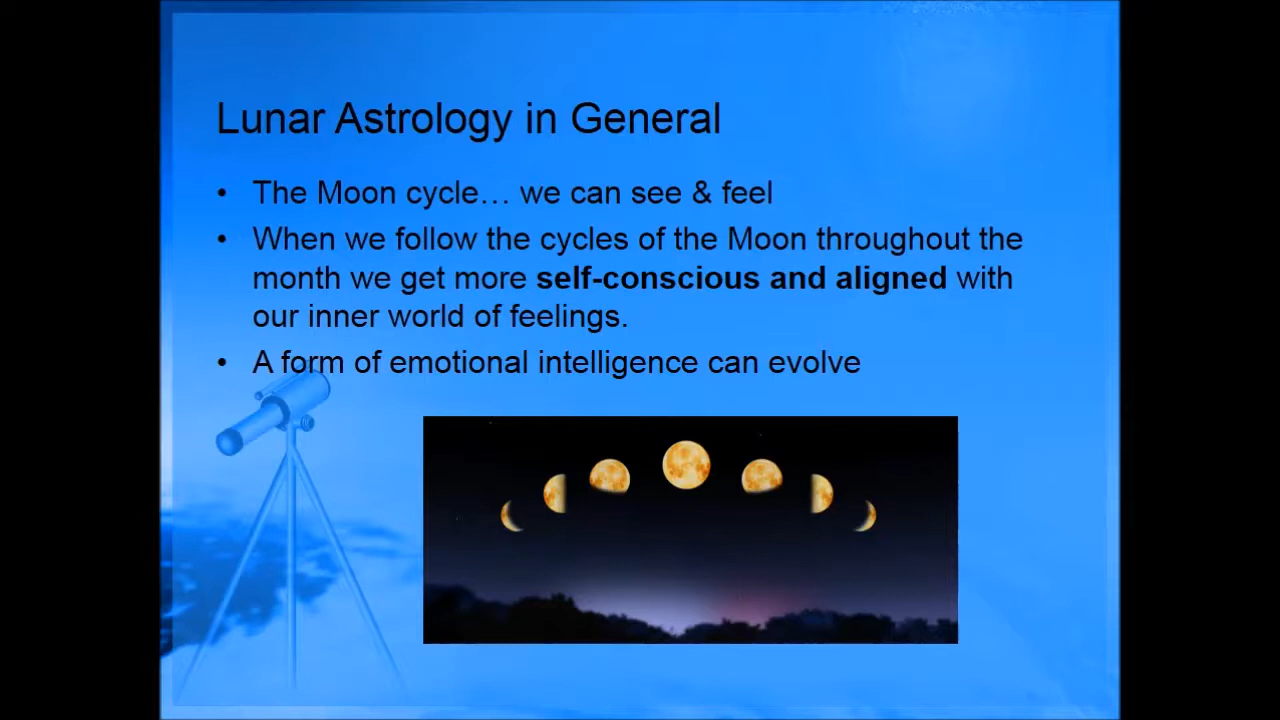 Lunar Astrology in General
• The Moon cycle… we can see & feel
• When we follow the cycles of the Moon throughout the
month we get more self-conscious and aligned with
our inner world of feelings.
• A form of emotional intelligence can evolve